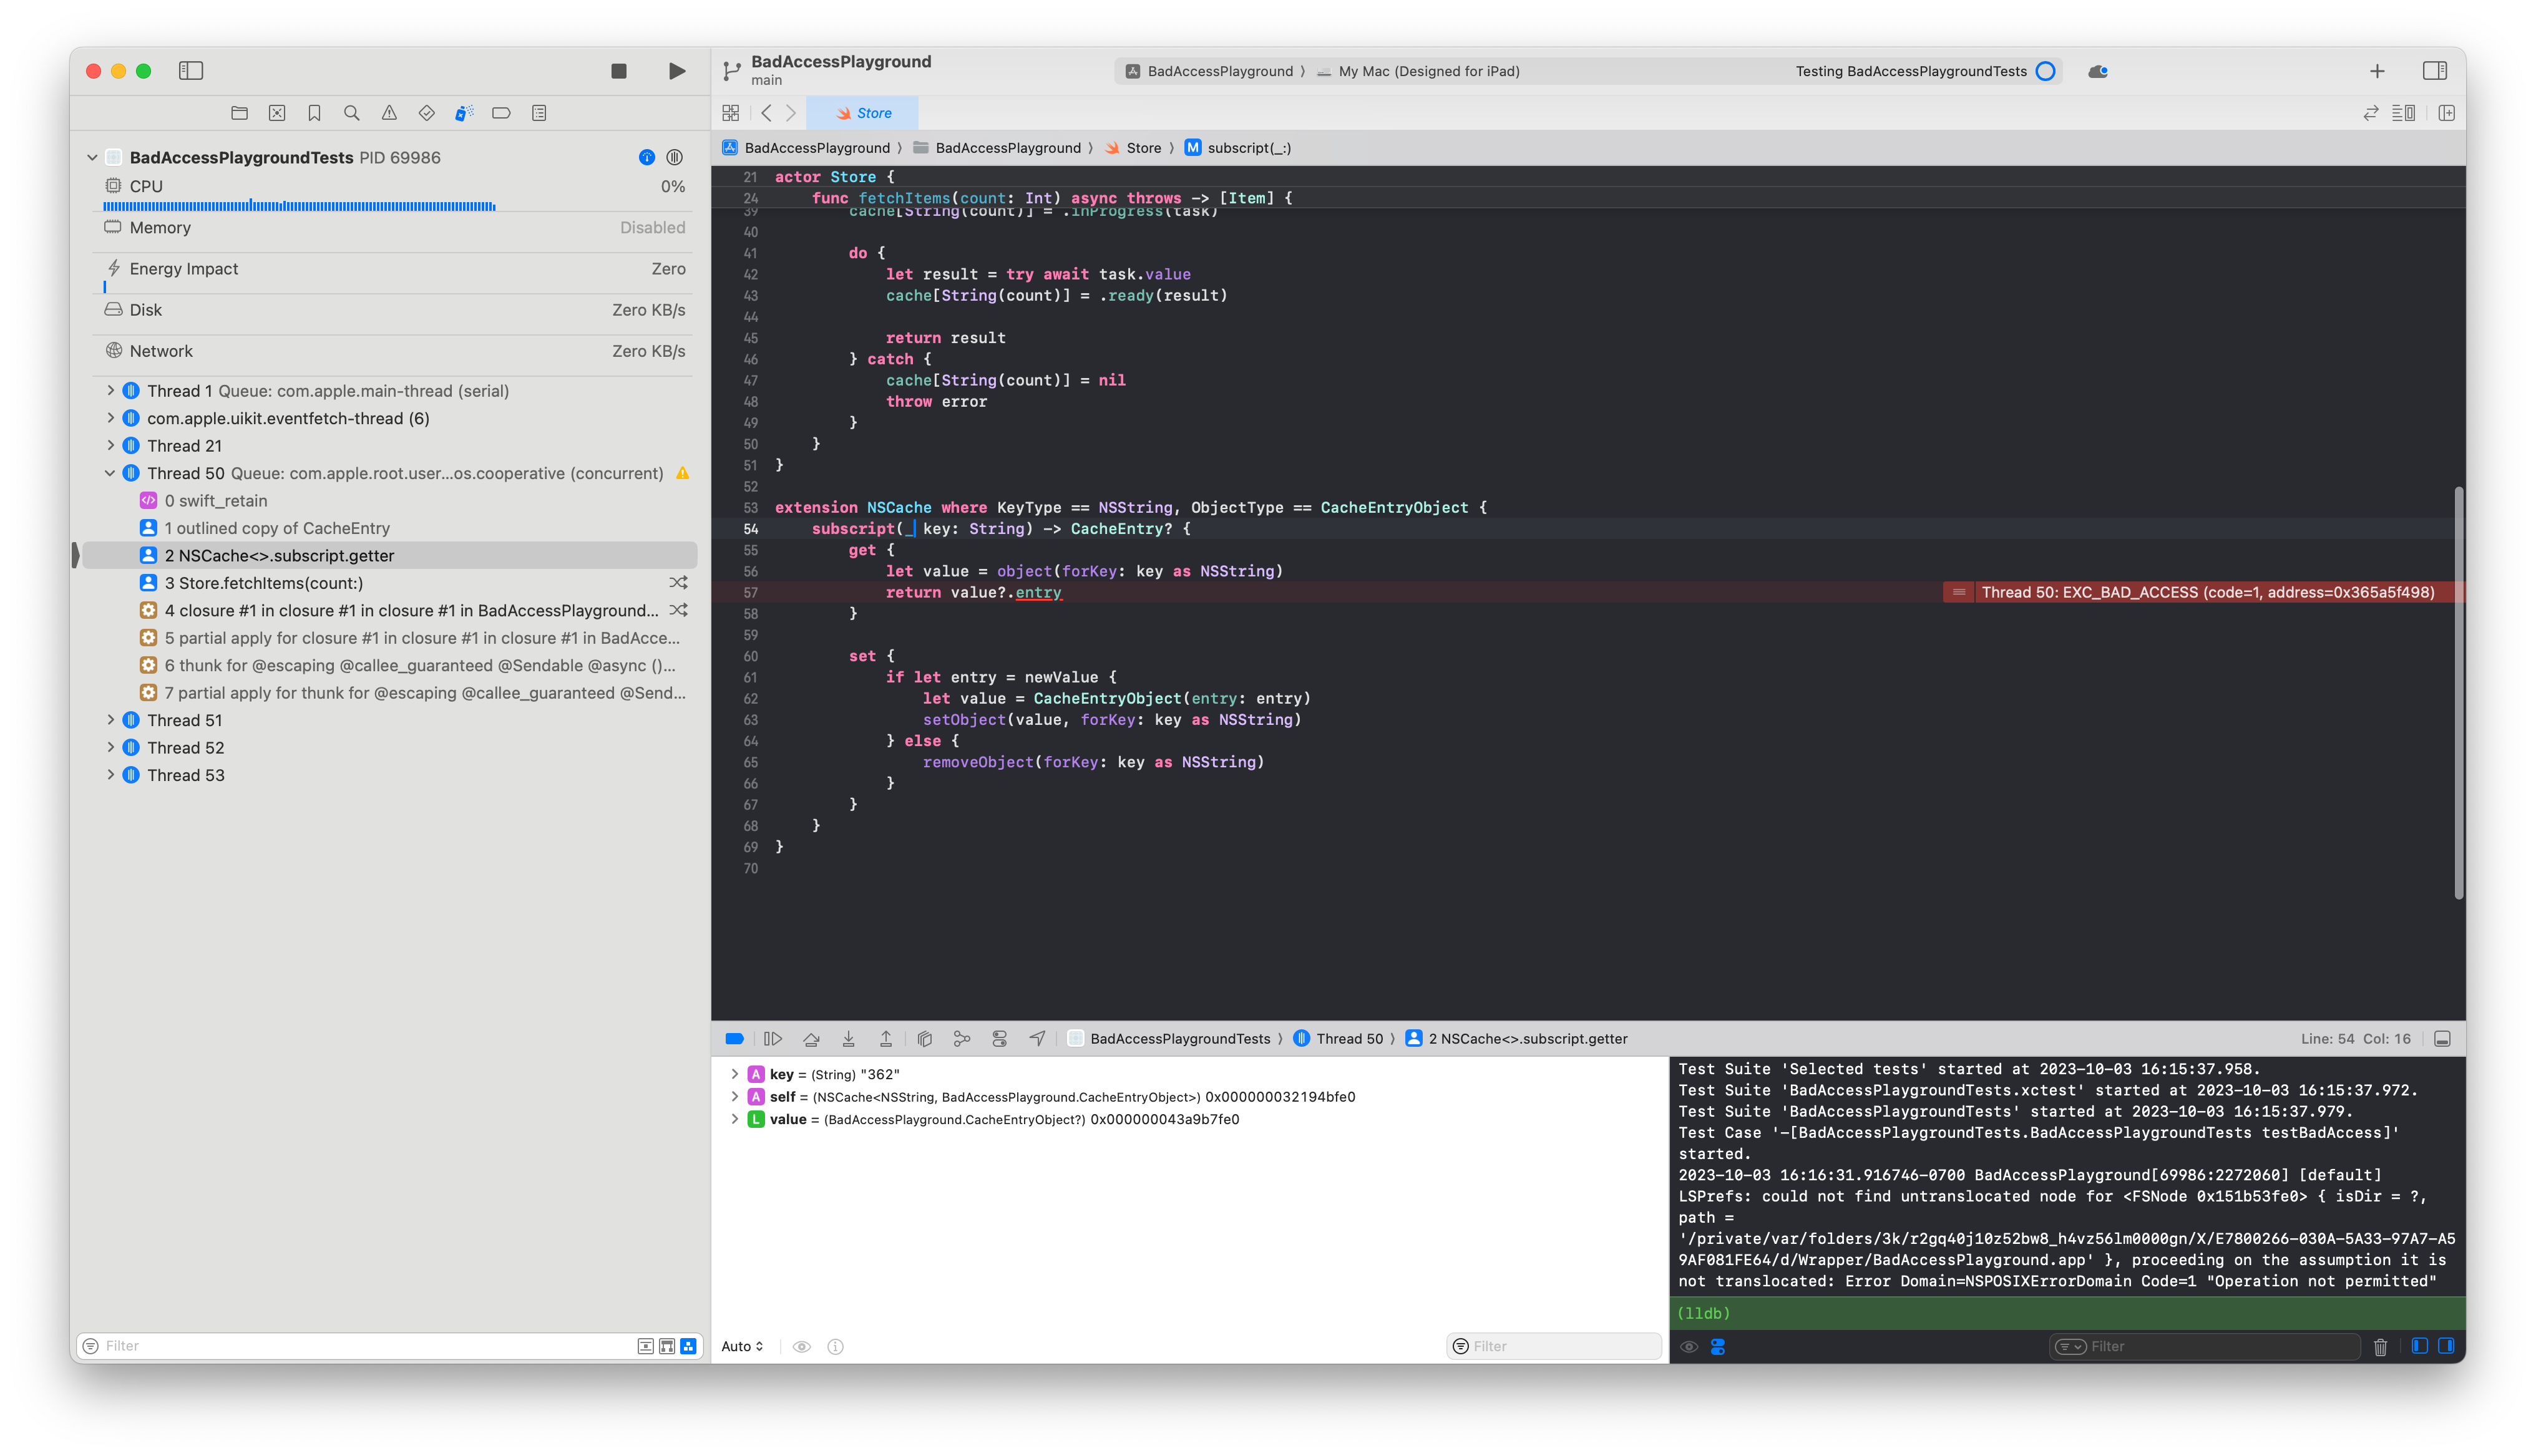 BadAccessPlayground
main
BadAccessPlayground 〉 My Mac (Designed for iPad)
Testing BadAccessPlaygroundTests
Store
BadAccessPlaygroundTests PID 69986
CPU 0%
Memory Disabled
Energy Impact Zero
Disk Zero KB/s
Network Zero KB/s
Thread 1 Queue: com.apple.main-thread (serial)
com.apple.uikit.eventfetch-thread (6)
Thread 21
Thread 50 Queue: com.apple.root.user...os.cooperative (concurrent)
0 swift_retain
1 outlined copy of CacheEntry
2 NSCache<>.subscript.getter
3 Store.fetchItems(count:)
4 closure #1 in closure #1 in closure #1 in BadAccessPlayground...
5 partial apply for closure #1 in closure #1 in closure #1 in BadAcce...
6 thunk for @escaping @callee_guaranteed @Sendable @async ()...
7 partial apply for thunk for @escaping @callee_guaranteed @Send...
Thread 51
Thread 52
Thread 53
Filter
BadAccessPlayground 〉 BadAccessPlayground 〉 Store 〉 M subscript(_:)
21 actor Store {
24 func fetchItems(count: Int) async throws -> [Item] {
39 cache[String(count)] = .inProgress(task)
40
41 do {
42 let result = try await task.value
43 cache[String(count)] = .ready(result)
44
45 return result
46 } catch {
47 cache[String(count)] = nil
48 throw error
49 }
50 }
51 }
52
53 extension NSCache where KeyType == NSString, ObjectType == CacheEntryObject {
54 subscript(_ key: String) -> CacheEntry? {
55 get {
56 let value = object(forKey: key as NSString)
57 return value?.entry
Thread 50: EXC_BAD_ACCESS (code=1, address=0x365a5f498)
58 }
59
60 set {
61 if let entry = newValue {
62 let value = CacheEntryObject(entry: entry)
63 setObject(value, forKey: key as NSString)
64 } else {
65 removeObject(forKey: key as NSString)
66 }
67 }
68 }
69 }
70
BadAccessPlaygroundTests 〉 Thread 50 〉 2 NSCache<>.subscript.getter
Line: 54 Col: 16
A key = (String) "362"
A self = (NSCache<NSString, BadAccessPlayground.CacheEntryObject>) 0x000000032194bfe0
L value = (BadAccessPlayground.CacheEntryObject?) 0x000000043a9b7fe0
Auto
Filter
Test Suite 'Selected tests' started at 2023-10-03 16:15:37.958.
Test Suite 'BadAccessPlaygroundTests.xctest' started at 2023-10-03 16:15:37.972.
Test Suite 'BadAccessPlaygroundTests' started at 2023-10-03 16:15:37.979.
Test Case '-[BadAccessPlaygroundTests.BadAccessPlaygroundTests testBadAccess]'
started.
2023-10-03 16:16:31.916746-0700 BadAccessPlayground[69986:2272060] [default]
LSPrefs: could not find untranslocated node for <FSNode 0x151b53fe0> { isDir = ?,
path =
'/private/var/folders/3k/r2gq40j10z52bw8_h4vz56lm0000gn/X/E7800266-030A-5A33-97A7-A5
9AF081FE64/d/Wrapper/BadAccessPlayground.app' }, proceeding on the assumption it is
not translocated: Error Domain=NSPOSIXErrorDomain Code=1 "Operation not permitted"
(lldb)
Filter